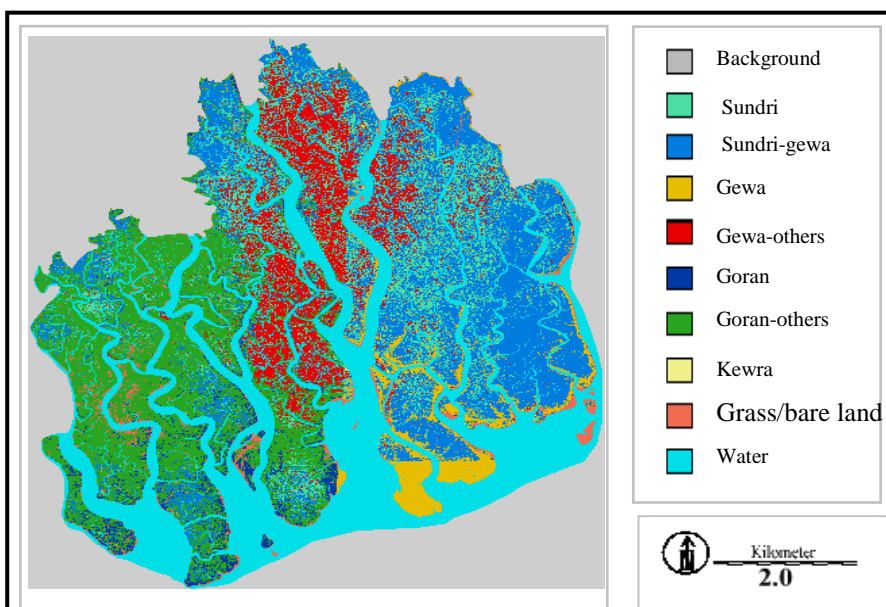 Background
Sundri
Sundri-gewa
Gewa
Gewa-others
Goran
Goran-others
Kewra
Grass/bare land
Water
N
Kilometer
2.0